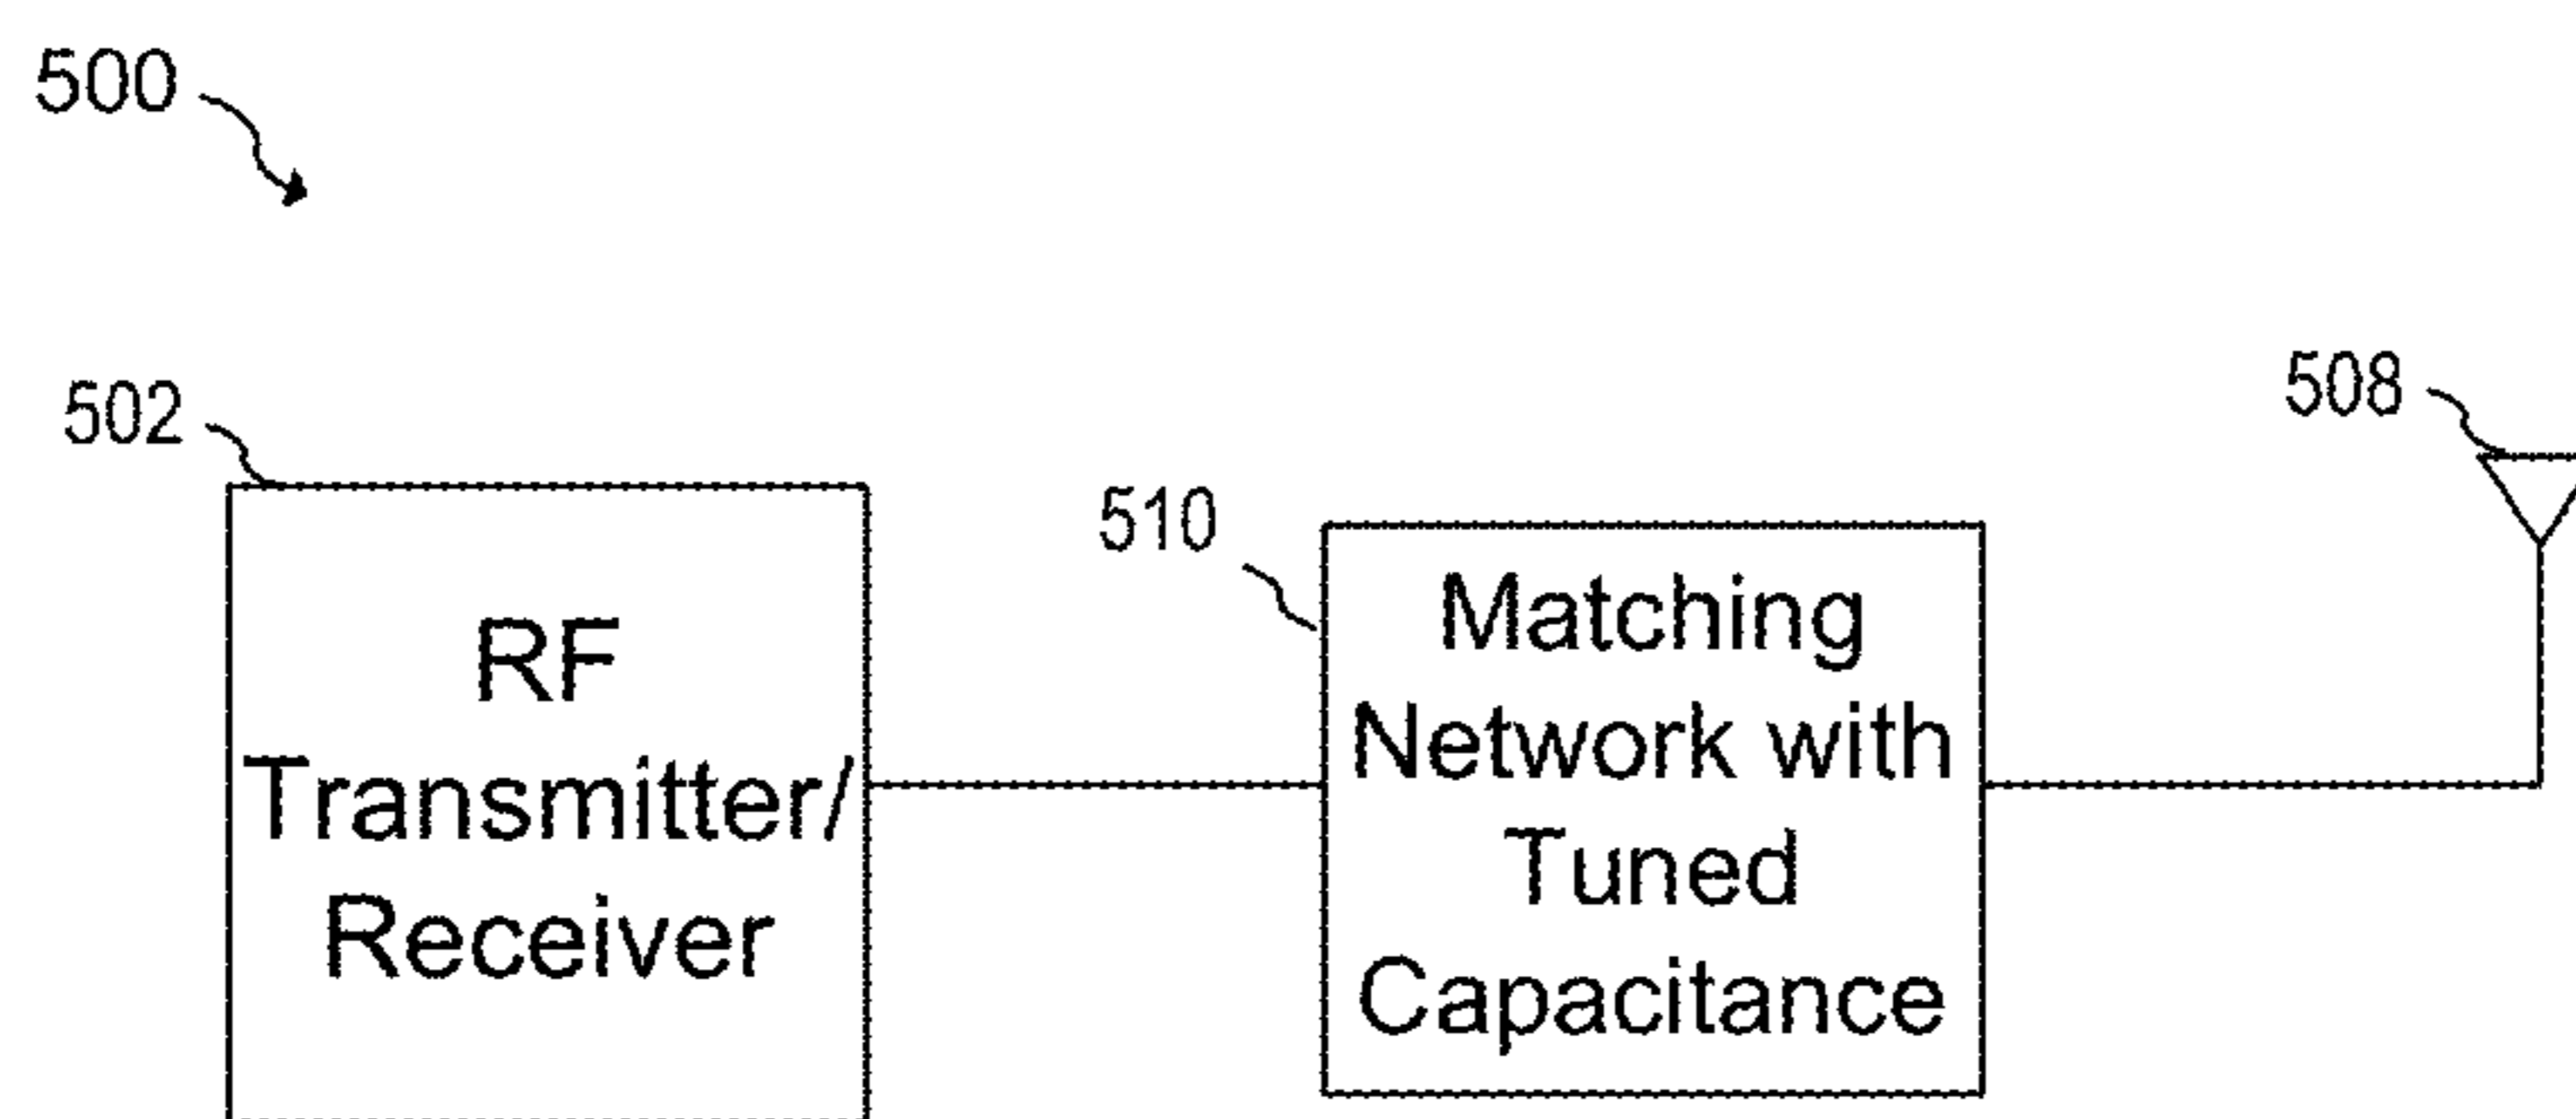 500
502
508
510
RF
Transmitter/
Receiver
Matching
Network with
Tuned
Capacitance